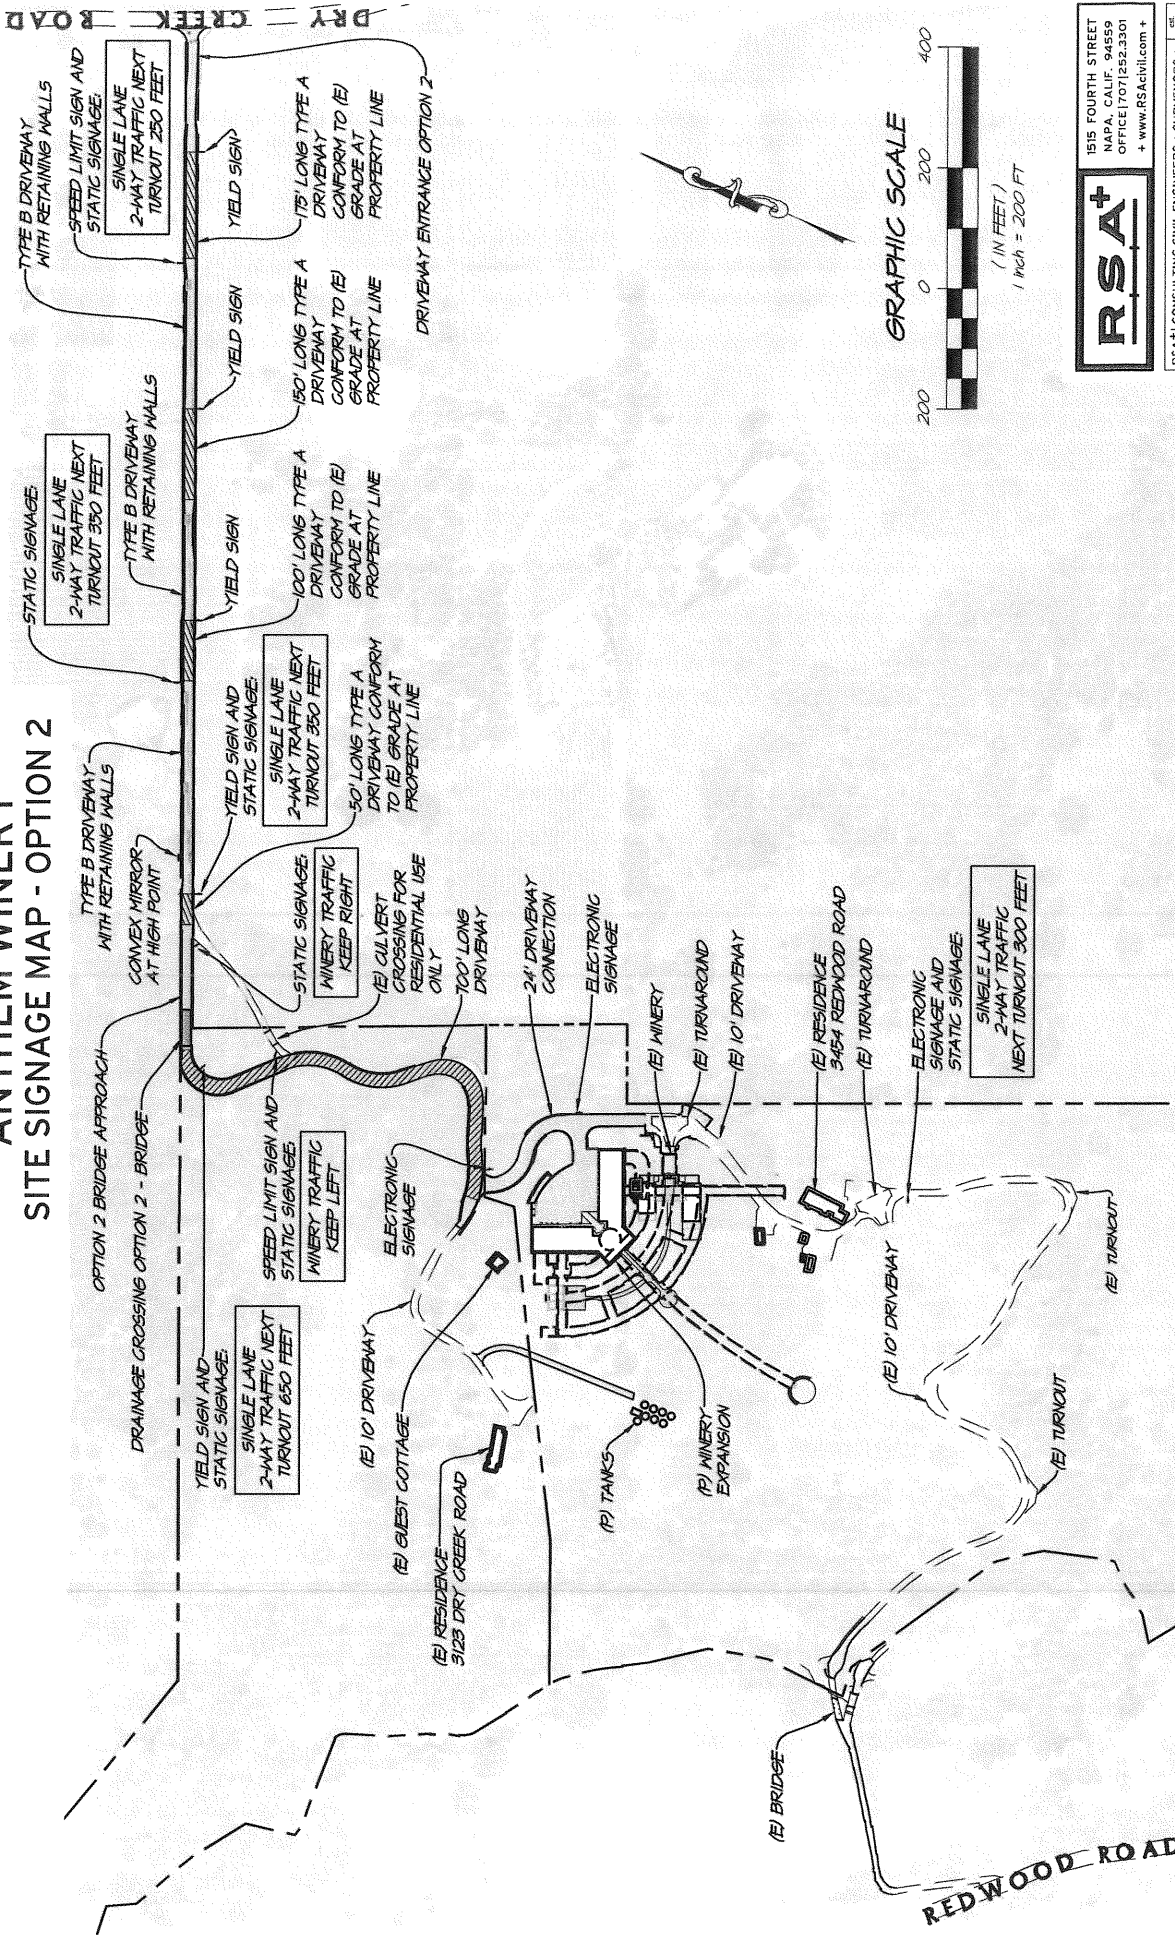 ANTHEM WINERY
SITE SIGNAGE MAP - OPTION 2
DRY CREEK ROAD
TYPE B DRIVEWAY
WITH RETAINING WALLS
SPEED LIMIT SIGN AND
STATIC SIGNAGE:
SINGLE LANE
2-WAY TRAFFIC NEXT
TURNOUT 250 FEET
YIELD SIGN
175' LONG TYPE A
DRIVEWAY
CONFORM TO (E)
GRADE AT
PROPERTY LINE
DRIVEWAY ENTRANCE OPTION 2
STATIC SIGNAGE:
SINGLE LANE
2-WAY TRAFFIC NEXT
TURNOUT 350 FEET
TYPE B DRIVEWAY
WITH RETAINING WALLS
YIELD SIGN
150' LONG TYPE A
DRIVEWAY
CONFORM TO (E)
GRADE AT
PROPERTY LINE
YIELD SIGN
100' LONG TYPE A
DRIVEWAY
CONFORM TO (E)
GRADE AT
PROPERTY LINE
TYPE B DRIVEWAY
WITH RETAINING WALLS
CONVEX MIRROR
AT HIGH POINT
YIELD SIGN AND
STATIC SIGNAGE:
SINGLE LANE
2-WAY TRAFFIC NEXT
TURNOUT 350 FEET
50' LONG TYPE A
DRIVEWAY CONFORM
TO (E) GRADE AT
PROPERTY LINE
OPTION 2 BRIDGE APPROACH
DRAINAGE CROSSING OPTION 2 - BRIDGE
STATIC SIGNAGE:
WINERY TRAFFIC
KEEP RIGHT
(E) CULVERT
CROSSING FOR
RESIDENTIAL USE
ONLY
700' LONG
DRIVEWAY
24' DRIVEWAY
CONNECTION
ELECTRONIC
SIGNAGE
YIELD SIGN AND
STATIC SIGNAGE:
SINGLE LANE
2-WAY TRAFFIC NEXT
TURNOUT 650 FEET
SPEED LIMIT SIGN AND
STATIC SIGNAGE:
WINERY TRAFFIC
KEEP LEFT
ELECTRONIC
SIGNAGE
(E) 10' DRIVEWAY
(E) GUEST COTTAGE
(E) RESIDENCE
3123 DRY CREEK ROAD
(P) TANKS
(P) WINERY
EXPANSION
(E) WINERY
(E) TURNAROUND
(E) 10' DRIVEWAY
(E) RESIDENCE
3454 REDWOOD ROAD
(E) TURNAROUND
ELECTRONIC
SIGNAGE AND
STATIC SIGNAGE:
SINGLE LANE
2-WAY TRAFFIC
NEXT TURNOUT 300 FEET
(E) 10' DRIVEWAY
(E) TURNOUT
(E) TURNOUT
(E) BRIDGE
REDWOOD ROAD
GRAPHIC SCALE
200 0 200 400
( IN FEET )
1 inch = 200 FT
RSA+
1515 FOURTH STREET
NAPA, CALIF. 94559
OFFICE|707|252.3301
+ www.RSAcivil.com +